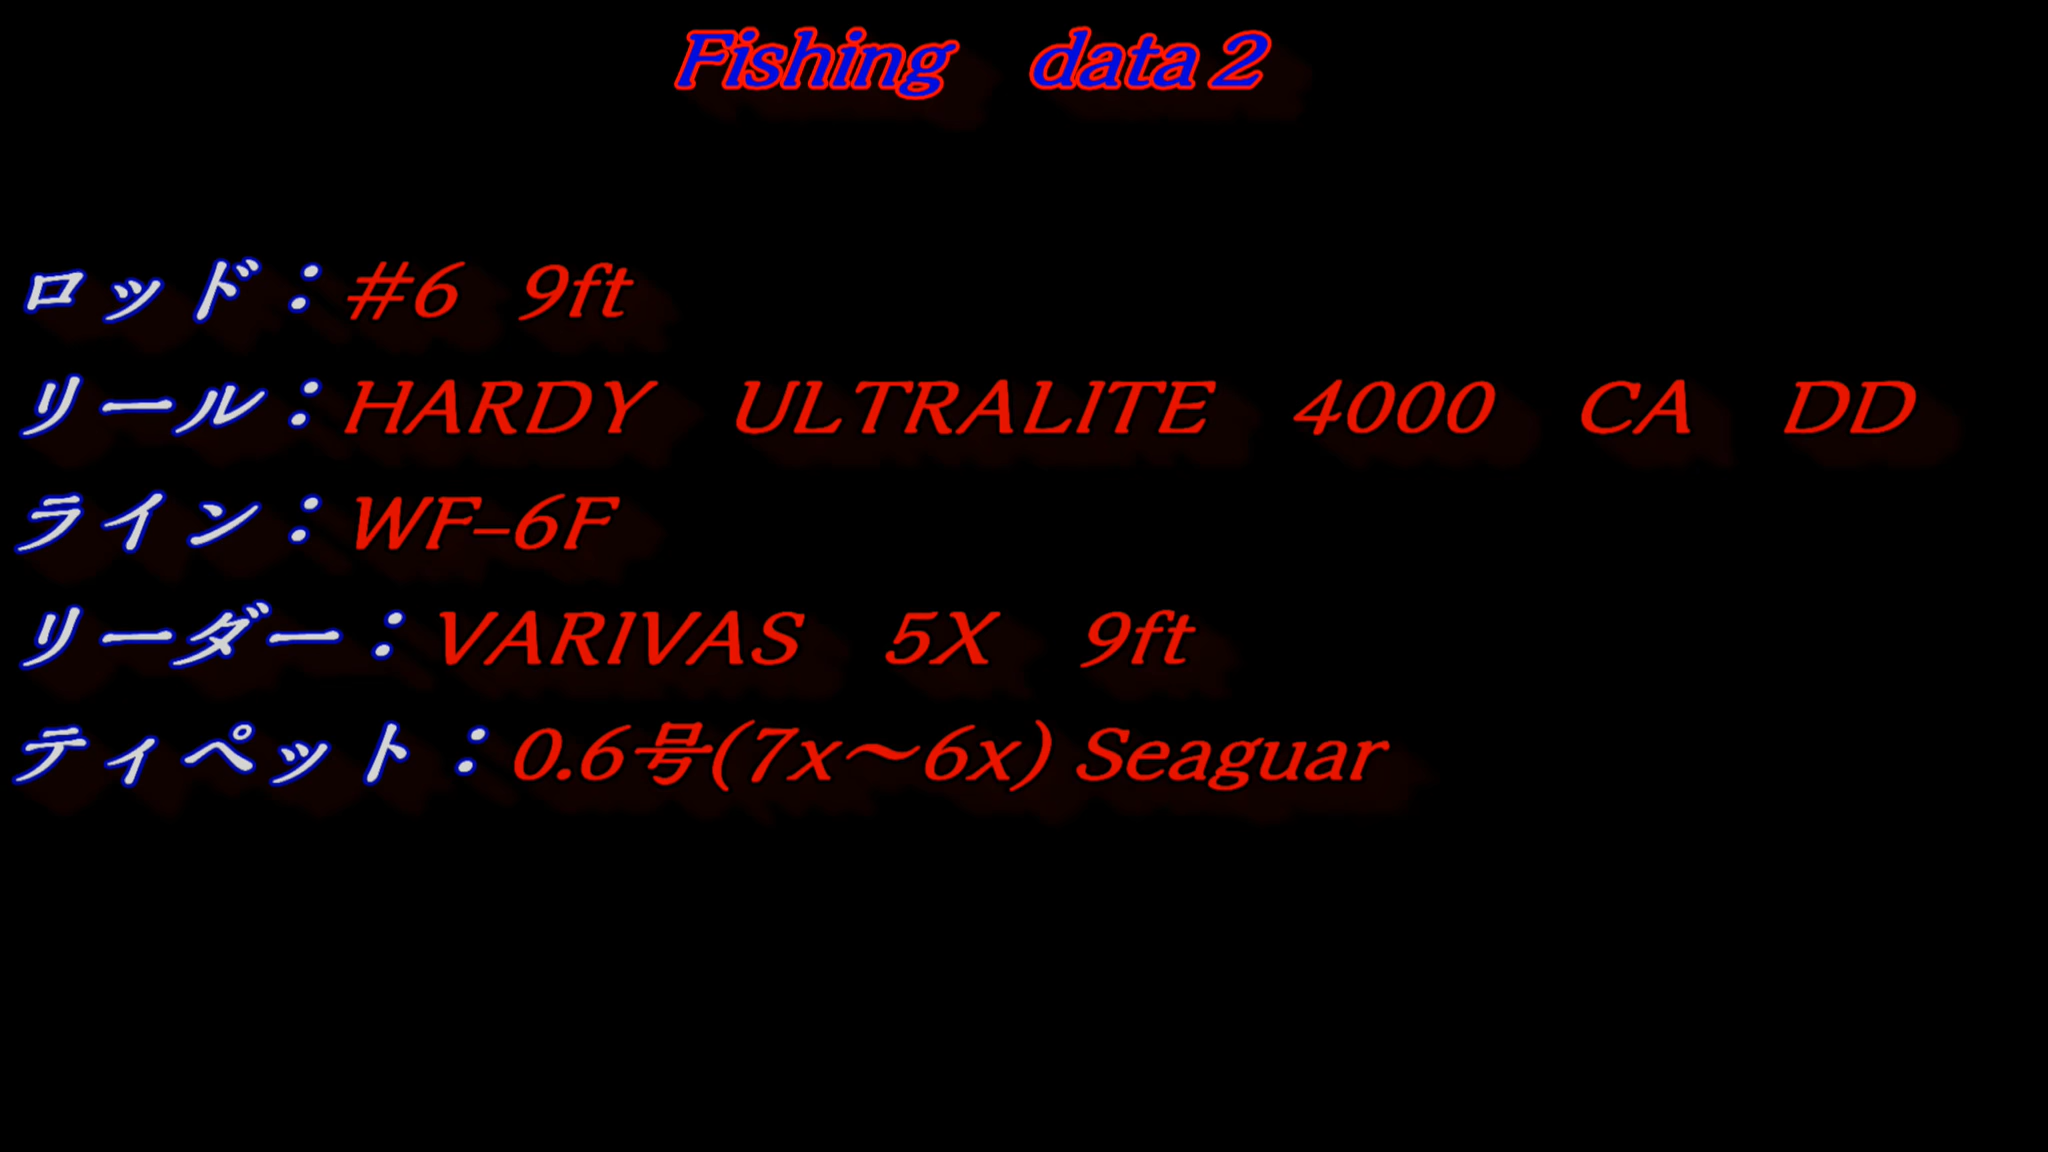 Fishing　data 2
ロッド：#6　9ft
リール：HARDY　ULTRALITE　4000　CA　DD
ライン：WF−6F
リーダー：VARIVAS　5X　9ft
ティペット：0.6号(7x～6x) Seaguar